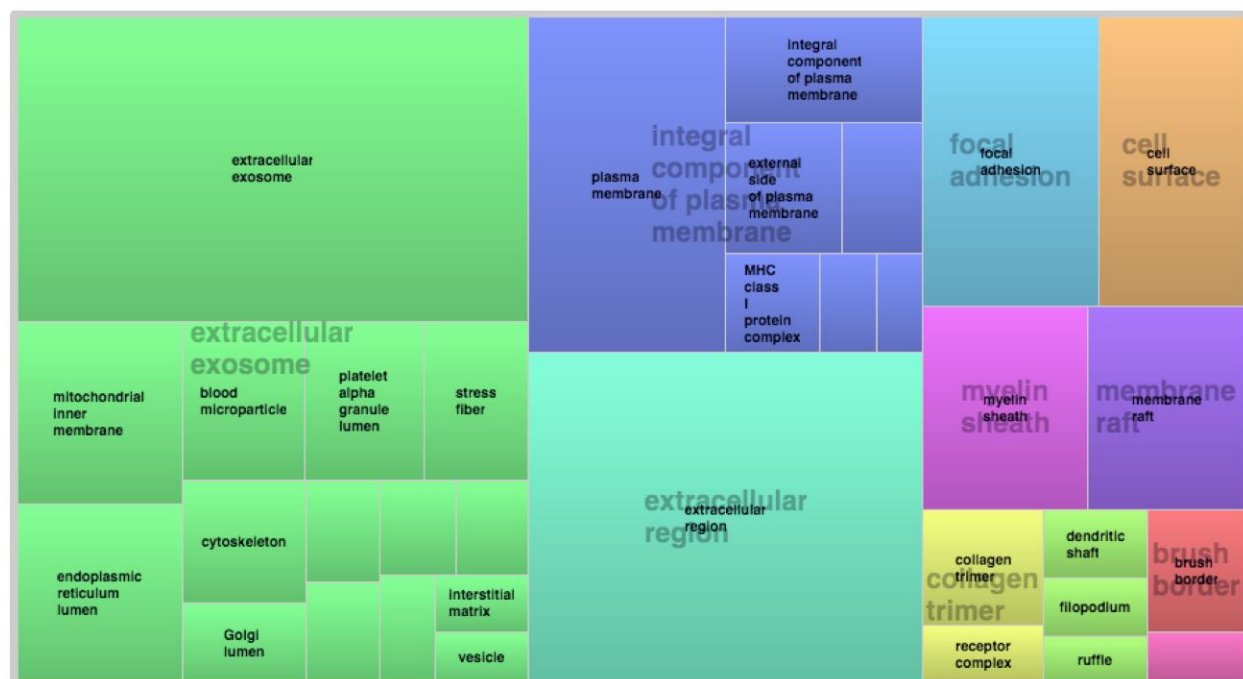 extracellular
exosome
extracellular
exosome
mitochondrial
inner
membrane
blood
microparticle
platelet
alpha
granule
lumen
stress
fiber
endoplasmic
reticulum
lumen
cytoskeleton
Golgi
lumen
interstitial
matrix
vesicle
integral
component
of plasma
membrane
plasma
membrane
integral
component
of plasma
membrane
external
side
of plasma
membrane
MHC
class
I
protein
complex
extracellular
region
extracellular
region
focal
adhesion
focal
adhesion
cell
surface
cell
surface
myelin
sheath
myelin
sheath
membrane
raft
membrane
raft
collagen
trimer
collagen
trimer
receptor
complex
dendritic
shaft
filopodium
ruffle
brush
border
brush
border